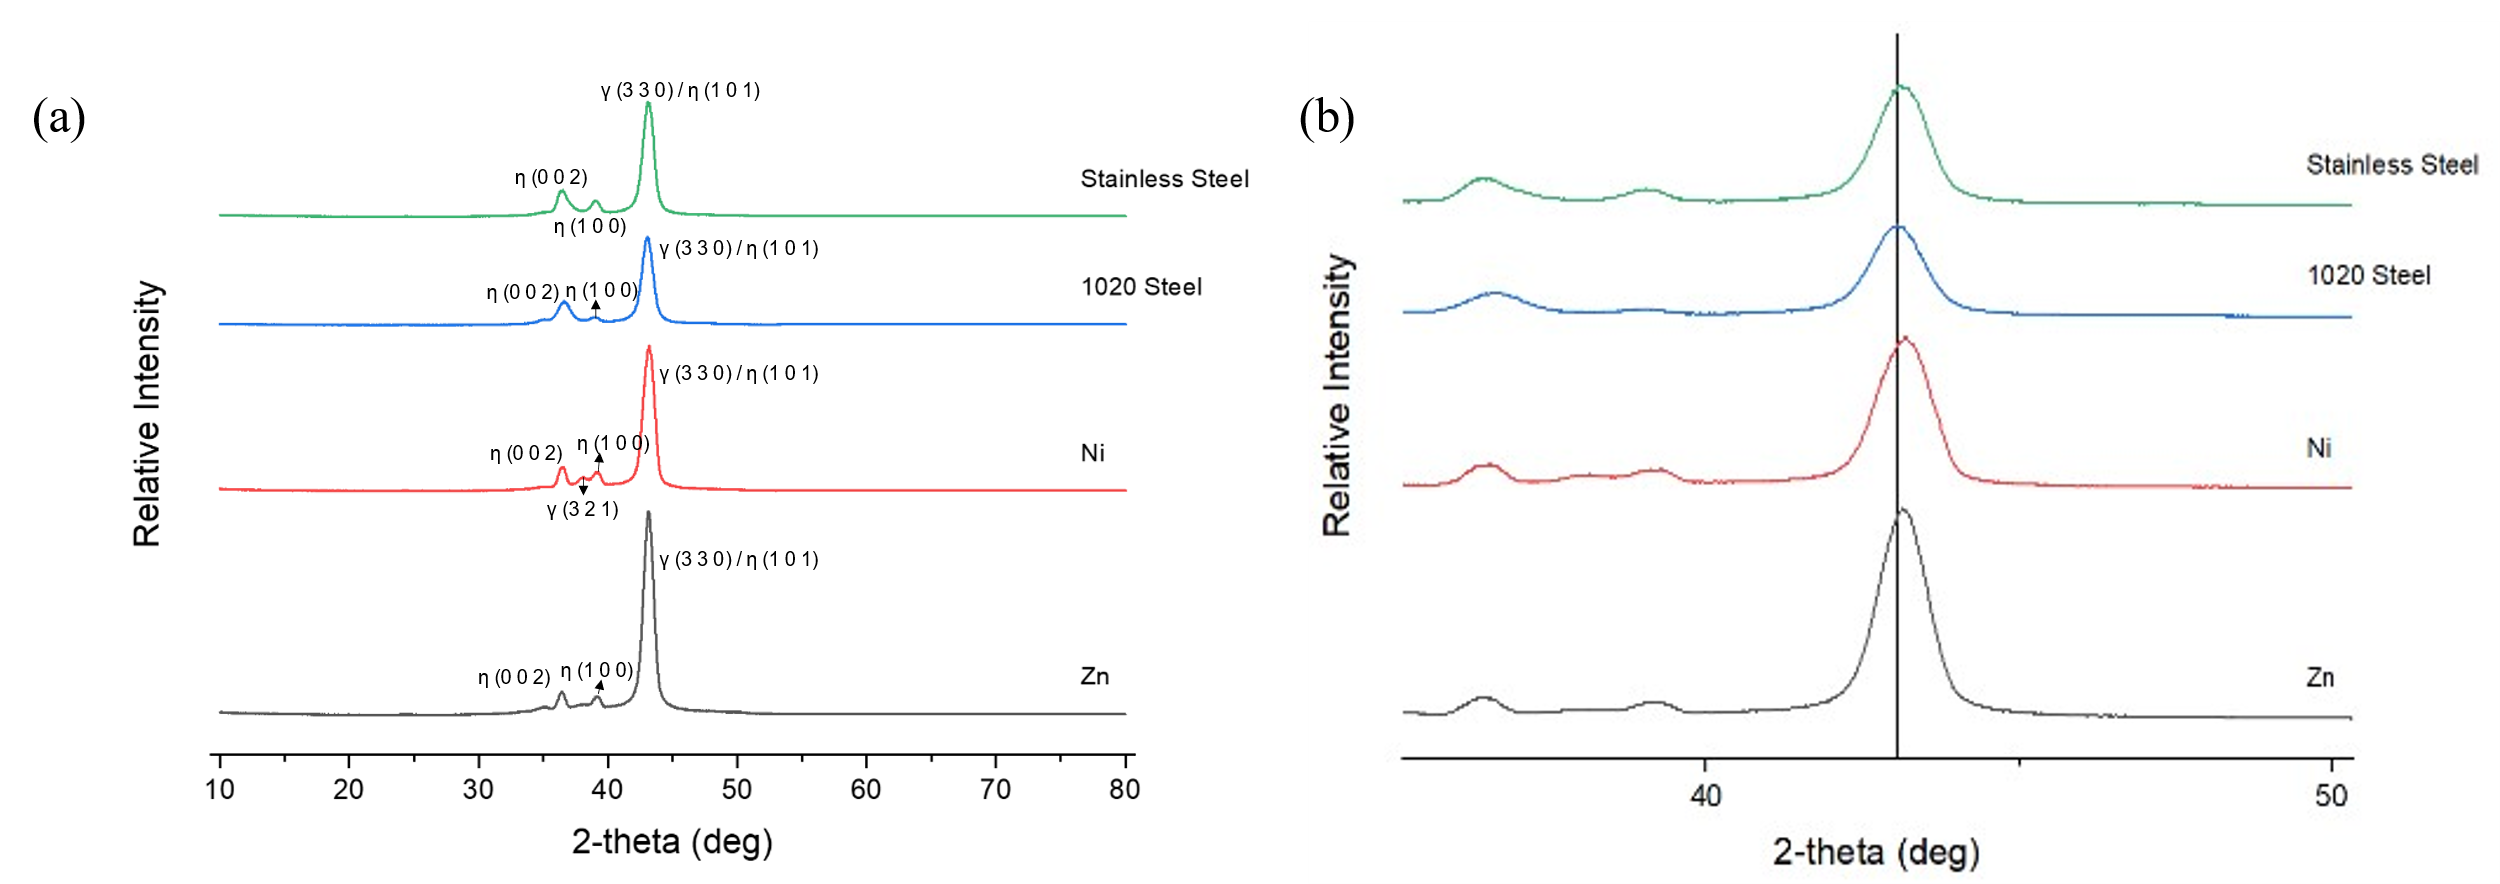 (a)
γ (3 3 0) / η (1 0 1)
η (0 0 2)
Stainless Steel
η (1 0 0)
γ (3 3 0) / η (1 0 1)
η (0 0 2) η (1 0 0)
1020 Steel
γ (3 3 0) / η (1 0 1)
η (1 0 0)
η (0 0 2)
Ni
γ (3 2 1)
γ (3 3 0) / η (1 0 1)
η (0 0 2) η (1 0 0)
Zn
Relative Intensity
10 20 30 40 50 60 70 80
2-theta (deg)
(b)
Stainless Steel
1020 Steel
Ni
Zn
Relative Intensity
40 50
2-theta (deg)